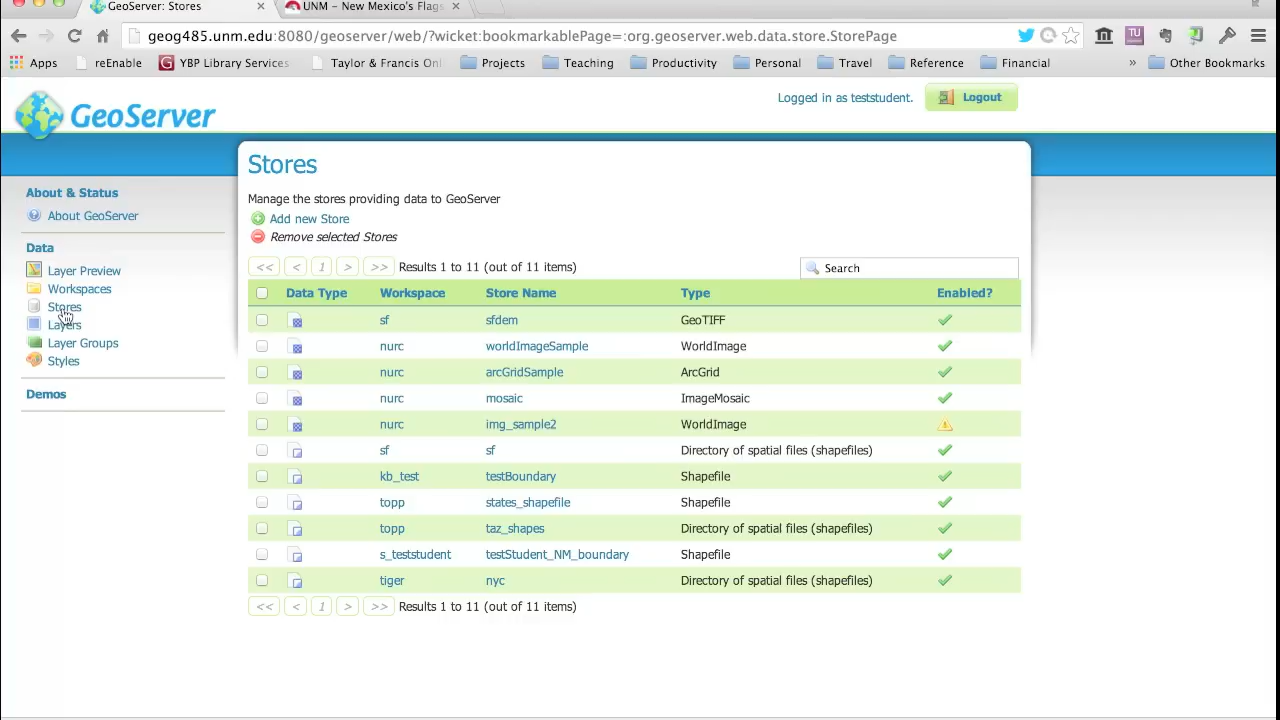 GeoServer: Stores × UNM – New Mexico's Flags ×
geog485.unm.edu:8080/geoserver/web/?wicket:bookmarkablePage=:org.geoserver.web.data.store.StorePage
Apps reEnable YBP Library Service Taylor & Francis On Projects Teaching Productivity Personal Travel Reference Financial » Other Bookmarks
GeoServer
Logged in as teststudent. Logout
About & Status
About GeoServer
Data
Layer Preview
Workspaces
Stores
Layers
Layer Groups
Styles
Demos
Stores
Manage the stores providing data to GeoServer
Add new Store
Remove selected Stores
<< < 1 > >> Results 1 to 11 (out of 11 items) Search
Data Type Workspace Store Name Type Enabled?
sf sfdem GeoTIFF
nurc worldImageSample WorldImage
nurc arcGridSample ArcGrid
nurc mosaic ImageMosaic
nurc img_sample2 WorldImage
sf sf Directory of spatial files (shapefiles)
kb_test testBoundary Shapefile
topp states_shapefile Shapefile
topp taz_shapes Directory of spatial files (shapefiles)
s_teststudent testStudent_NM_boundary Shapefile
tiger nyc Directory of spatial files (shapefiles)
<< < 1 > >> Results 1 to 11 (out of 11 items)